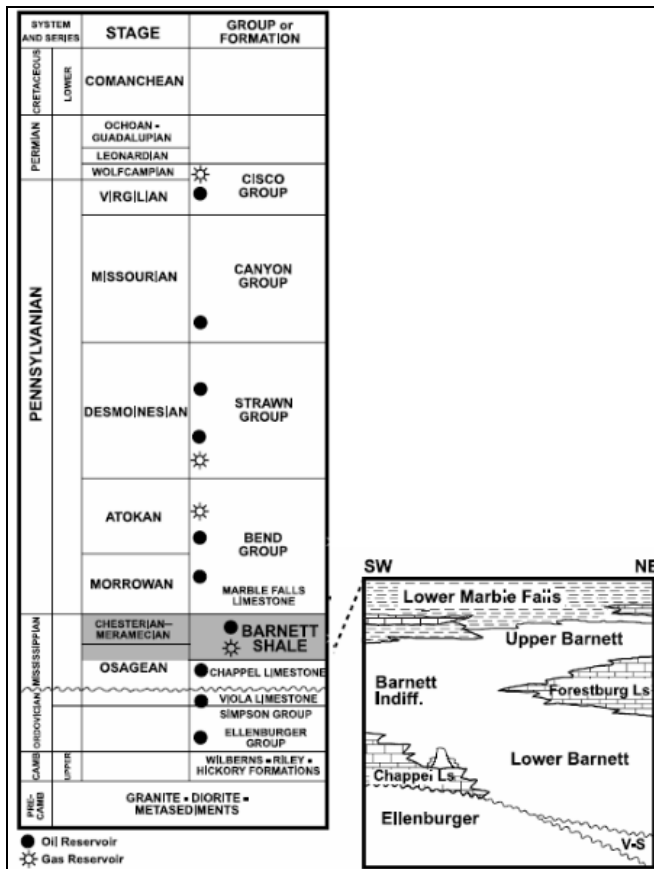 SYSTEM
AND SERIES
STAGE
GROUP or
FORMATION
CRETACEOUS
LOWER
COMANCHEAN
PERMIAN
OCHOAN -
GUADALUPIAN
LEONARDIAN
WOLFCAMPIAN
CISCO
GROUP
PENNSYLVANIAN
VIRGILIAN
MISSOURIAN
CANYON
GROUP
DESMOINESIAN
STRAWN
GROUP
ATOKAN
BEND
GROUP
MORROWAN
MARBLE FALLS
LIMESTONE
MISSISSIPPIAN
CHESTERIAN—
MERAMECIAN
BARNETT
SHALE
OSAGEAN
CHAPPEL LIMESTONE
ORDOVICIAN
VIOLA LIMESTONE
SIMPSON GROUP
ELLENBURGER
GROUP
CAMB
UPPER
WILBERNS • RILEY •
HICKORY FORMATIONS
PRE-
CAMB
GRANITE • DIORITE •
METASEDIMENTS
Oil Reservoir
Gas Reservoir
SW NE
Lower Marble Falls
Upper Barnett
Barnett
Indiff.
Forestburg Ls
Lower Barnett
Chappel Ls
Ellenburger
V-S